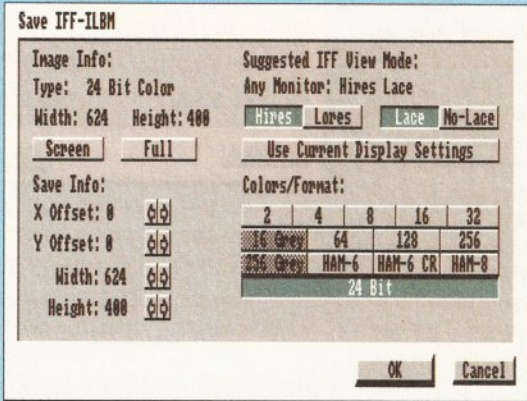 Save IFF-ILBM
Image Info:
Type: 24 Bit Color
Width: 624 Height: 400
Screen Full
Save Info:
X Offset: 0
Y Offset: 0
Width: 624
Height: 400
Suggested IFF View Mode:
Any Monitor: Hires Lace
Hires Lores Lace No-Lace
Use Current Display Settings
Colors/Format:
2 4 8 16 32
16 Grey 64 128 256
256 Grey HAM-6 HAM-6 CR HAM-8
24 Bit
OK Cancel